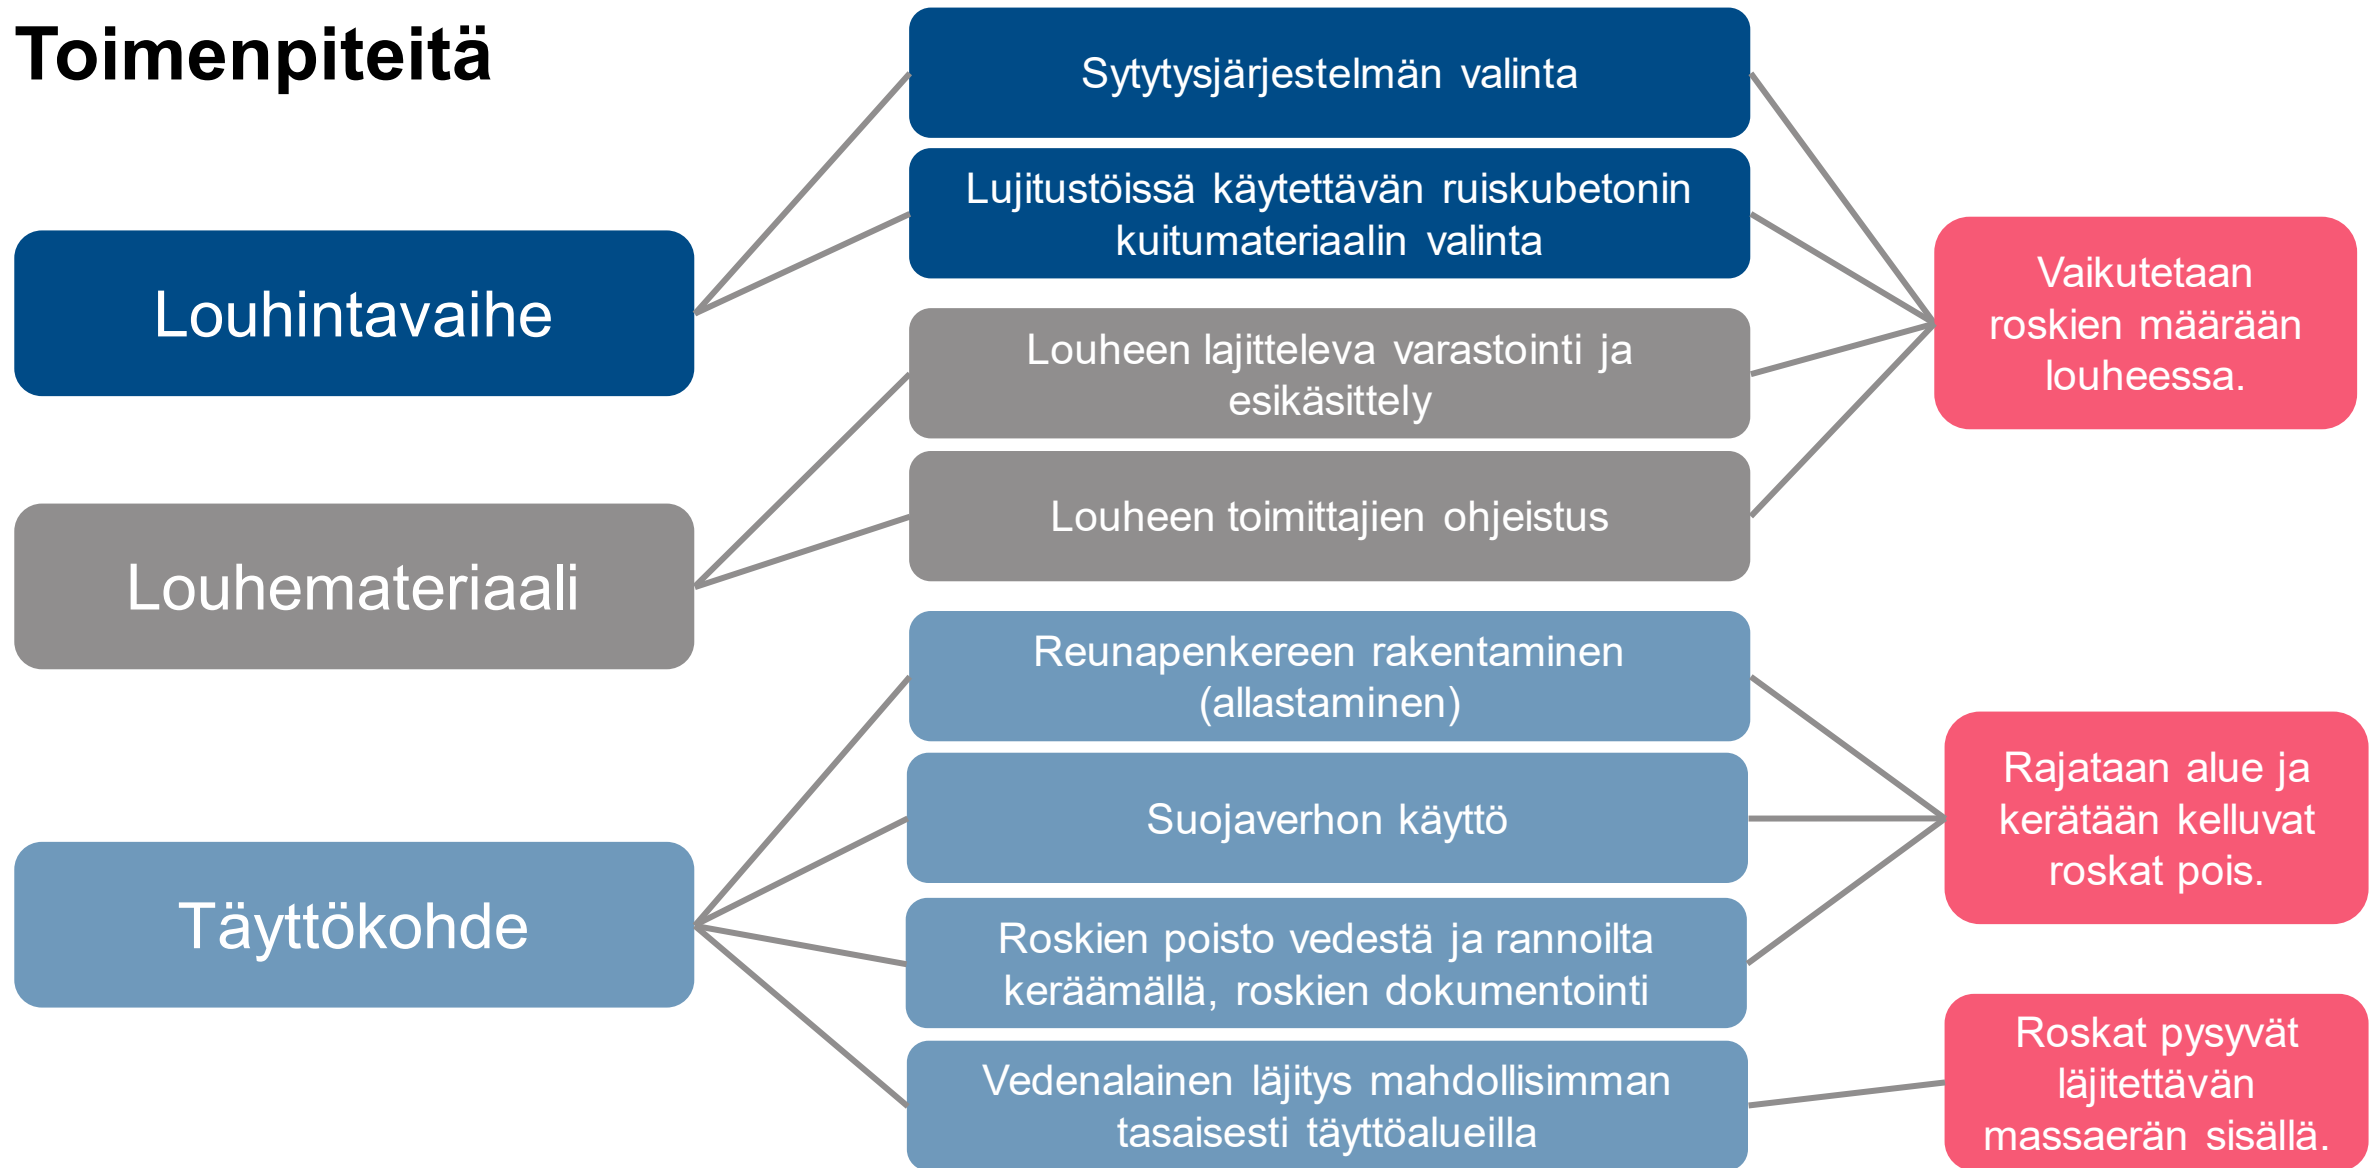 Toimenpiteitä
Louhintavaihe
Louhemateriaali
Täyttökohde
Sytytysjärjestelmän valinta
Lujitustöissä käytettävän ruiskubetonin
kuitumateriaalin valinta
Louheen lajitteleva varastointi ja
esikäsittely
Louheen toimittajien ohjeistus
Reunapenkereen rakentaminen
(allastaminen)
Suojaverhon käyttö
Roskien poisto vedestä ja rannoilta
keräämällä, roskien dokumentointi
Vedenalainen läjitys mahdollisimman
tasaisesti täyttöalueilla
Vaikutetaan
roskien määrään
louheessa.
Rajataan alue ja
kerätään kelluvat
roskat pois.
Roskat pysyvät
läjitettävän
massaerän sisällä.